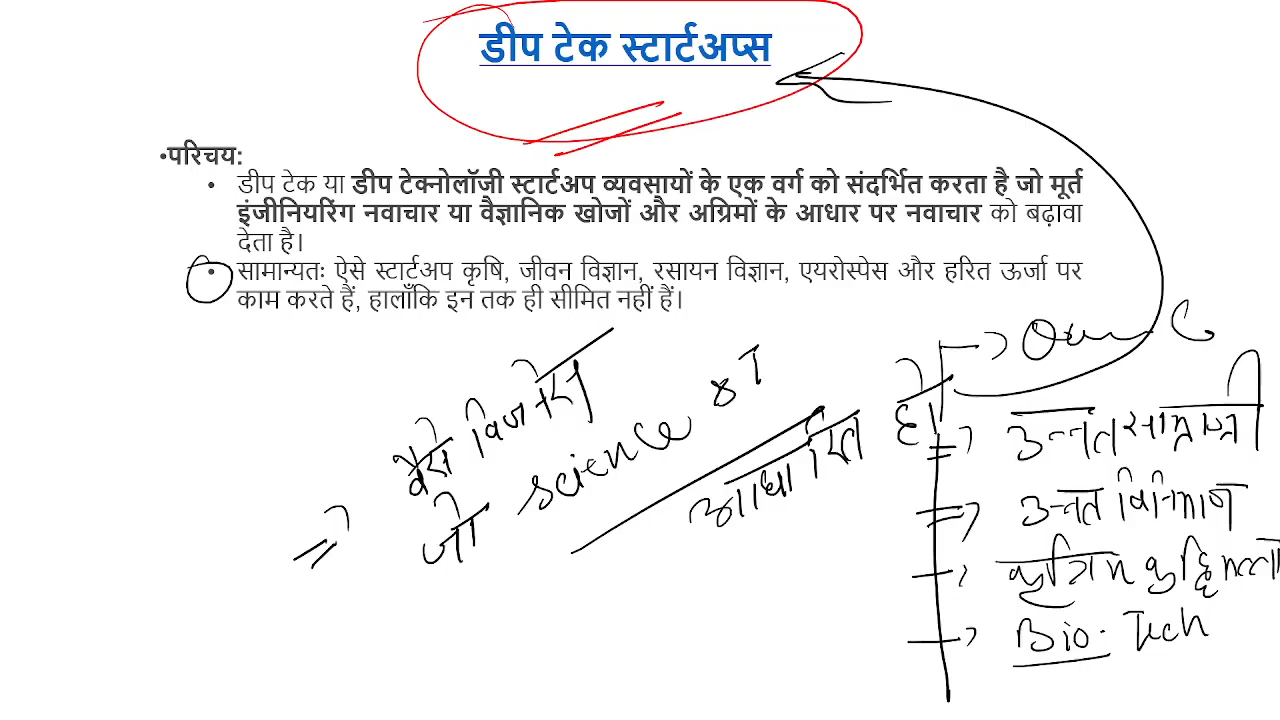 डीप टेक स्टार्टअप्स
•परिचय:
• डीप टेक या डीप टेक्नोलॉजी स्टार्टअप व्यवसायों के एक वर्ग को संदर्भित करता है जो मूर्त
इंजीनियरिंग नवाचार या वैज्ञानिक खोजों और अग्रिमों के आधार पर नवाचार को बढ़ावा
देता है।
• सामान्यतः ऐसे स्टार्टअप कृषि, जीवन विज्ञान, रसायन विज्ञान, एयरोस्पेस और हरित ऊर्जा पर
काम करते हैं, हालाँकि इन तक ही सीमित नहीं हैं।
वैसे बिजनेस
जो science
आधारित हो
उन्नत सामग्री
उन्नत विनिर्माण
कृत्रिम बुद्धिमत्ता
Bio-Tech